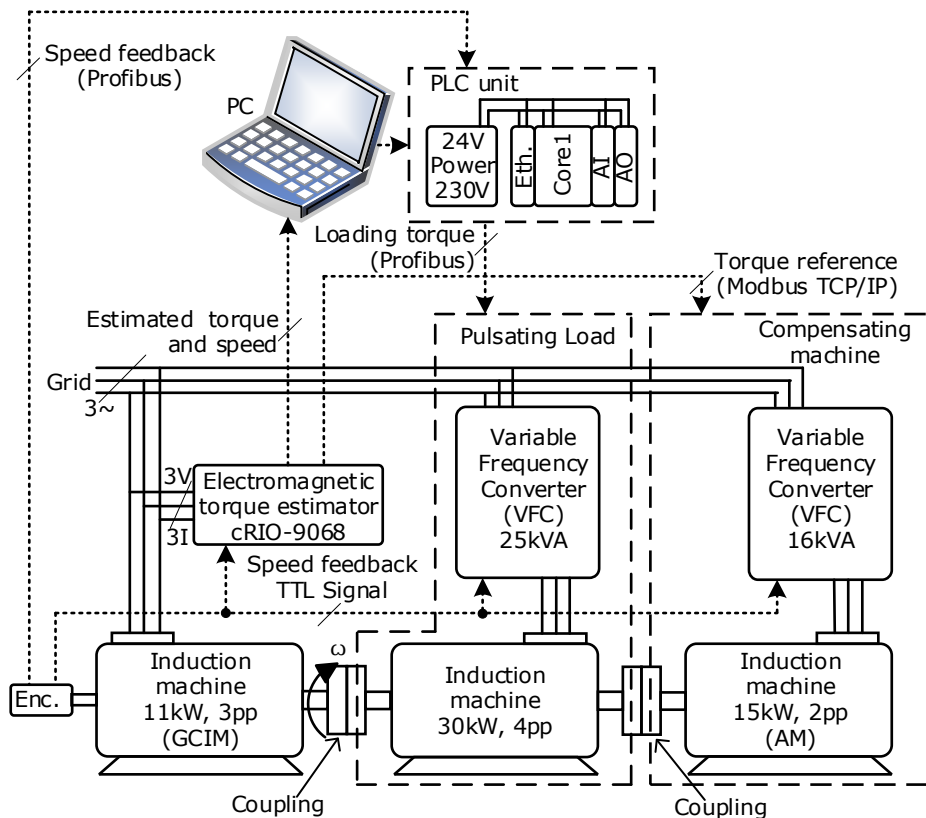 Speed feedback
(Profibus)
PC
PLC unit
24V
Power
230V
Eth.
Core1
AI
AO
Loading torque
(Profibus)
Torque reference
(Modbus TCP/IP)
Estimated torque
and speed
Pulsating Load
Compensating
machine
Grid
3~
Variable
Frequency
Converter
(VFC)
25kVA
Variable
Frequency
Converter
(VFC)
16kVA
3V
3I
Electromagnetic
torque estimator
cRIO-9068
Speed feedback
TTL Signal
ω
Enc.
Induction
machine
11kW, 3pp
(GCIM)
Induction
machine
30kW, 4pp
Induction
machine
15kW, 2pp
(AM)
Coupling
Coupling